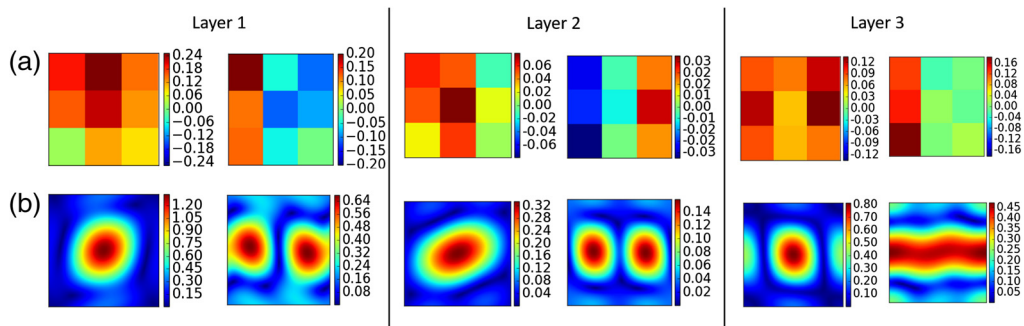 Layer 1 Layer 2 Layer 3
(a)
0.24 0.18 0.12 0.06 0.00 −0.06 −0.12 −0.18 −0.24
0.20 0.15 0.10 0.05 0.00 −0.05 −0.10 −0.15 −0.20
0.06 0.04 0.02 0.00 -0.02 -0.04 -0.06
0.03 0.02 0.02 0.01 0.00 -0.01 -0.02 -0.02 -0.03
0.12 0.09 0.06 0.03 0.00 -0.03 -0.06 -0.09 -0.12
0.16 0.12 0.08 0.04 0.00 -0.04 -0.08 -0.12 -0.16
(b)
1.20 1.05 0.90 0.75 0.60 0.45 0.30 0.15
0.64 0.56 0.48 0.40 0.32 0.24 0.16 0.08
0.32 0.28 0.24 0.20 0.16 0.12 0.08 0.04
0.14 0.12 0.10 0.08 0.06 0.04 0.02
0.80 0.70 0.60 0.50 0.40 0.30 0.20 0.10
0.45 0.40 0.35 0.30 0.25 0.20 0.15 0.10 0.05